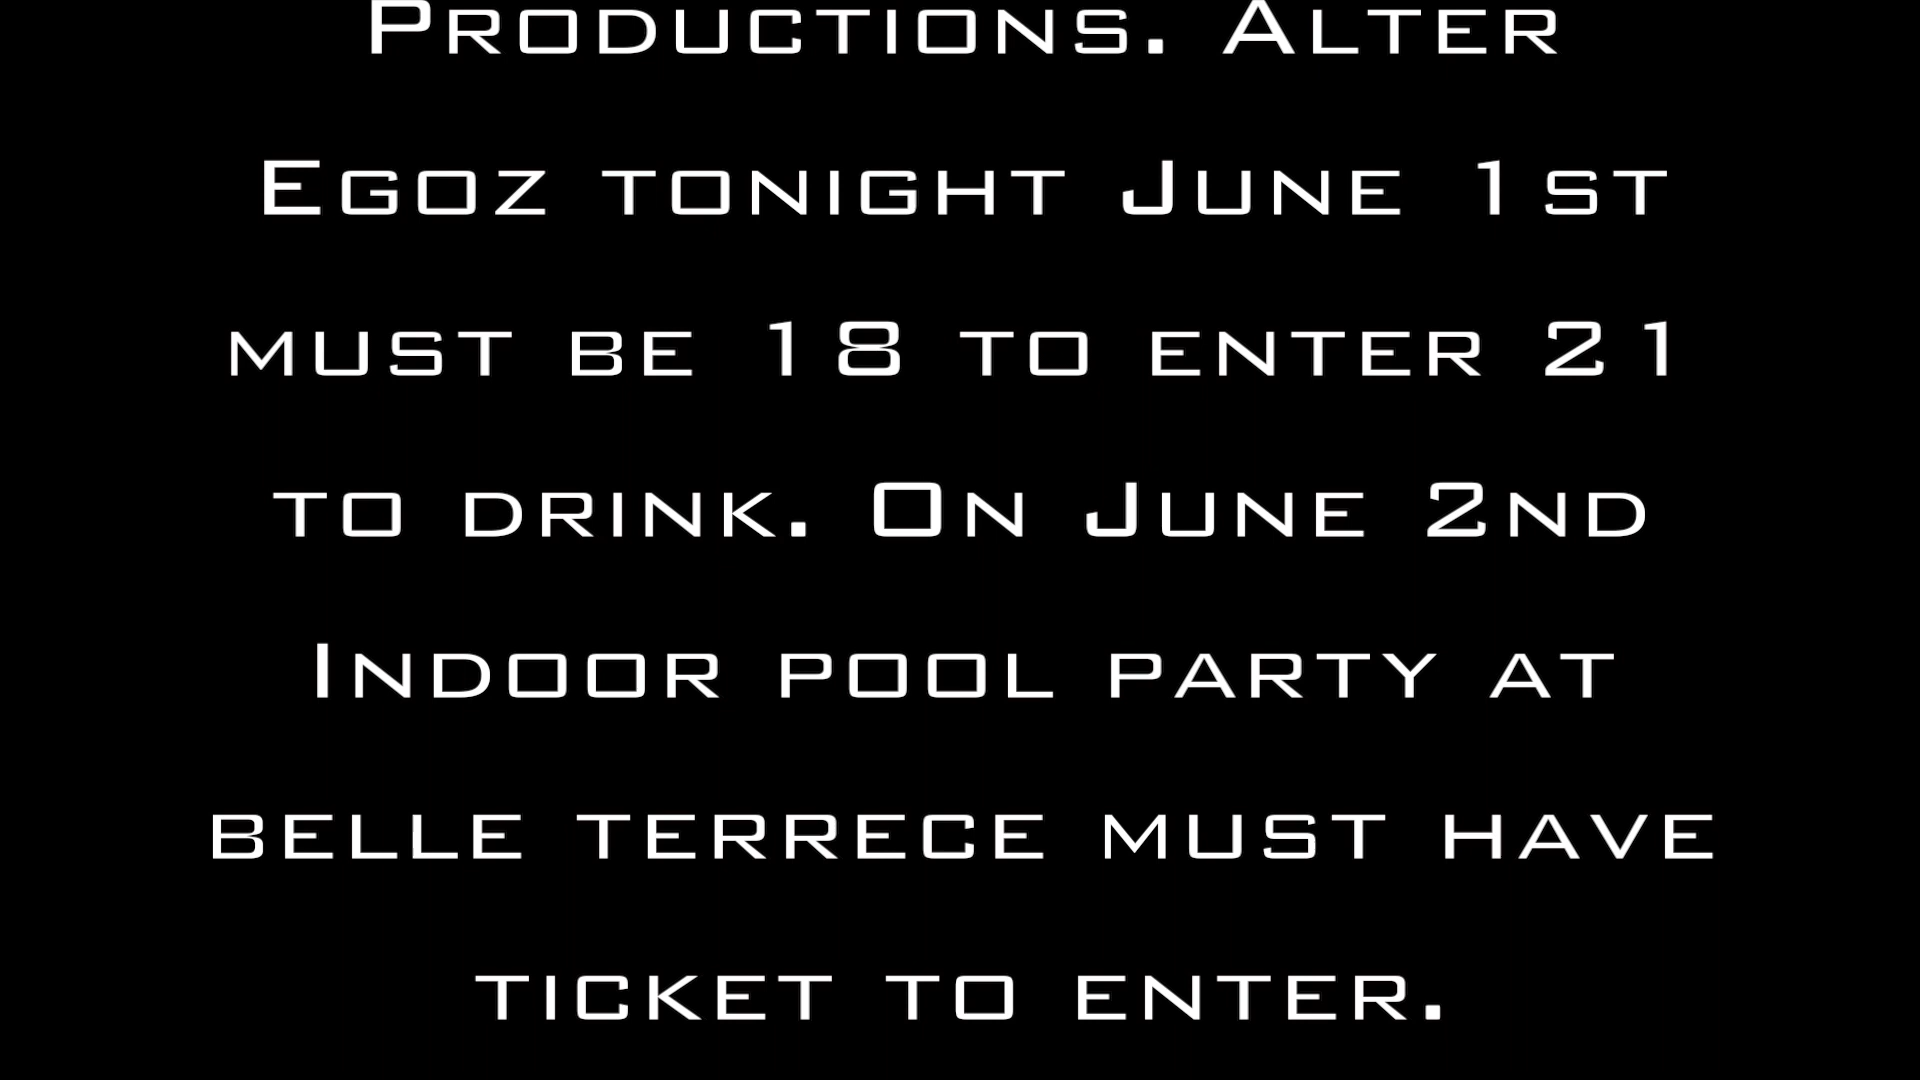 Productions. Alter
Egoz tonight June 1st
must be 18 to enter 21
to drink. On June 2nd
Indoor pool party at
belle terrece must have
ticket to enter.